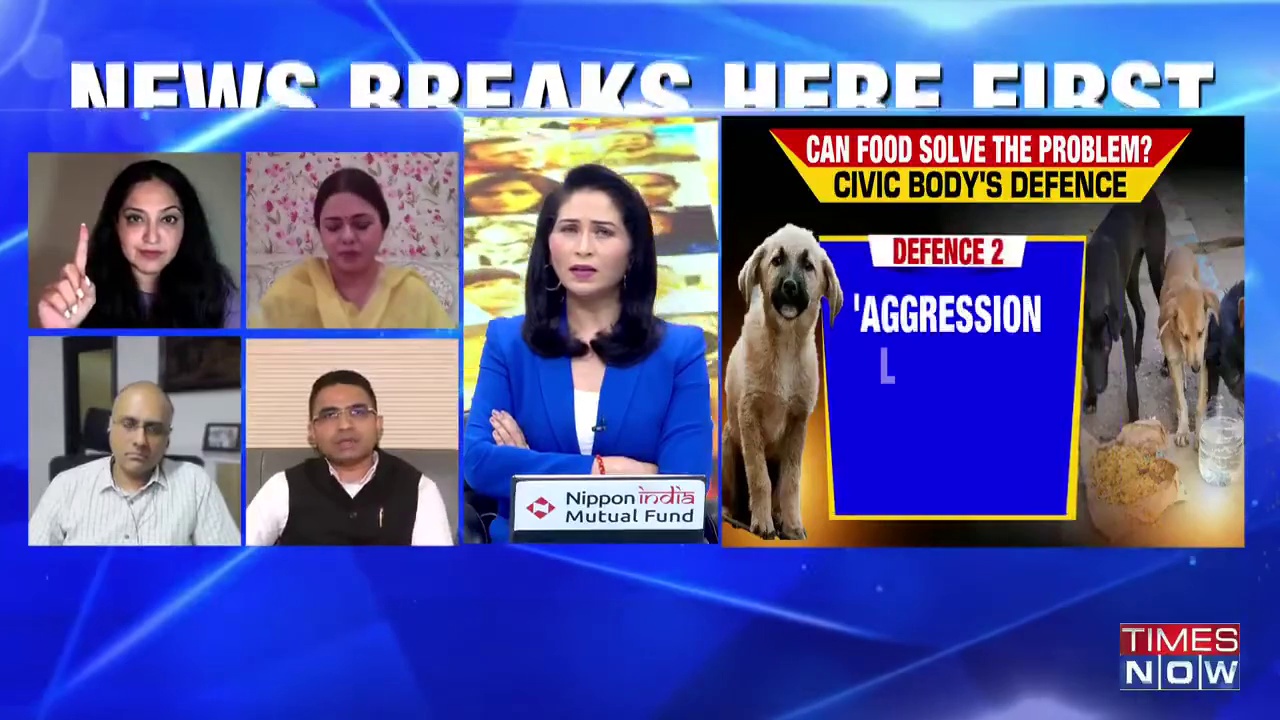 NEWS BREAKS HERE FIRST
CAN FOOD SOLVE THE PROBLEM?
CIVIC BODY'S DEFENCE
DEFENCE 2
'AGGRESSION
L
Nippon india
Mutual Fund
TIMES
NOW